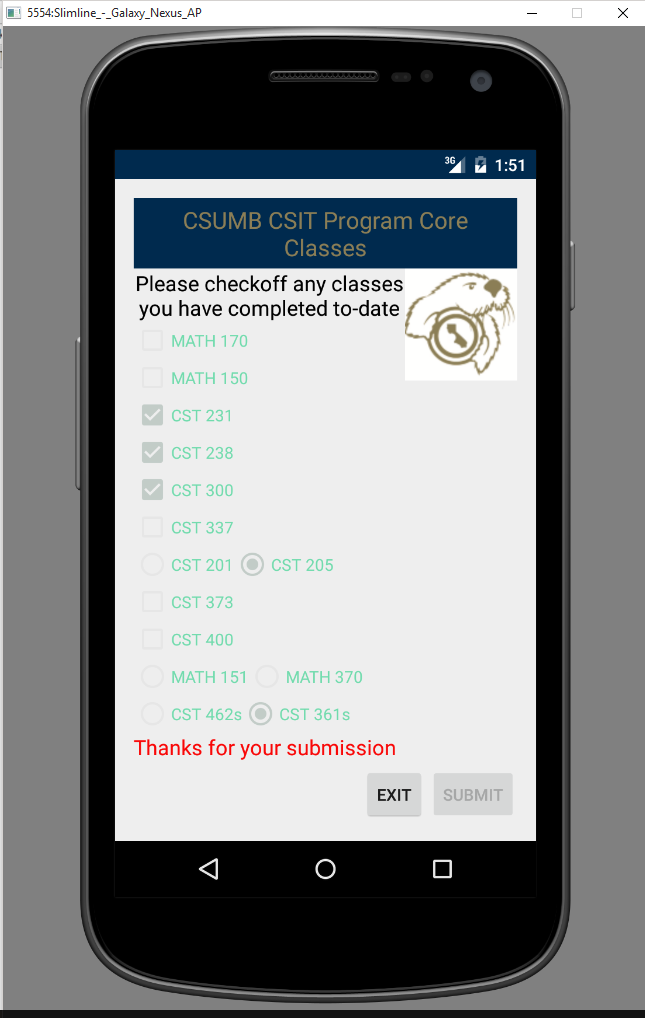 5554:Slimline_-_Galaxy_Nexus_AP
3G 1:51
CSUMB CSIT Program Core
Classes
Please checkoff any classes
you have completed to-date
MATH 170
MATH 150
CST 231
CST 238
CST 300
CST 337
CST 201 CST 205
CST 373
CST 400
MATH 151 MATH 370
CST 462s CST 361s
Thanks for your submission
EXIT SUBMIT